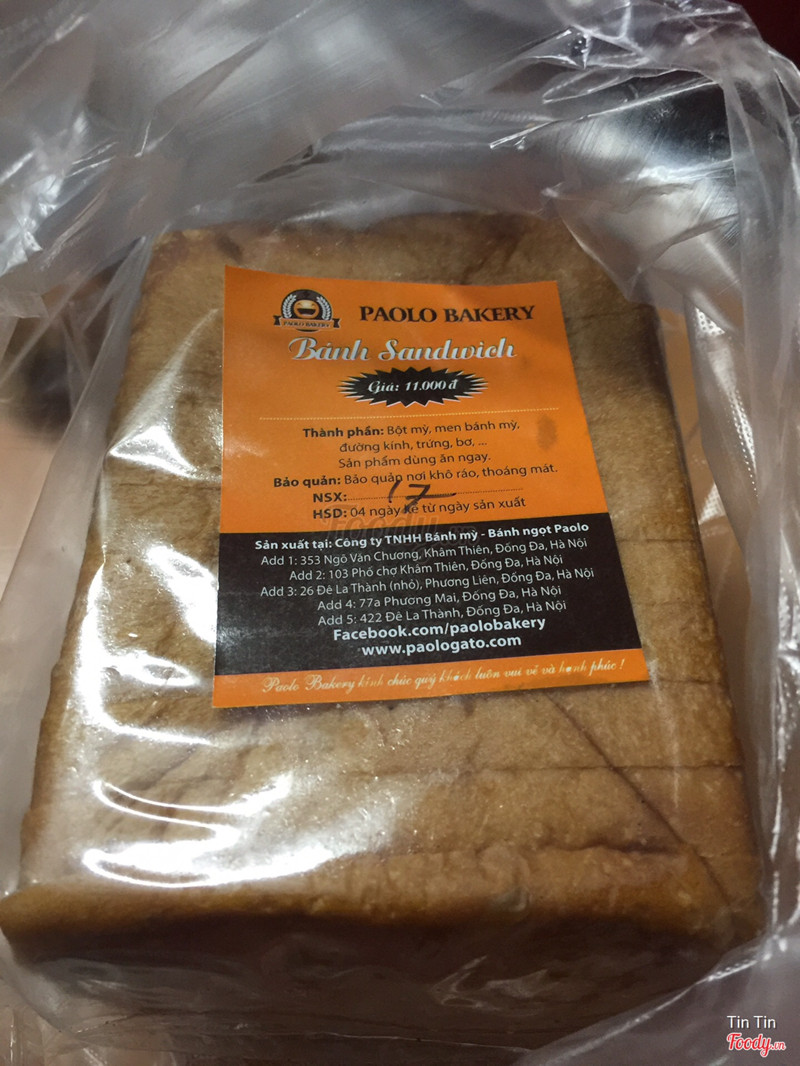 PAOLO BAKERY
PAOLO BAKERY
Bánh Sandwich
Giá: 11.000 đ
Thành phần: Bột mỳ, men bánh mỳ,
đường kính, trứng, bơ, ...
Sản phẩm dùng ăn ngay.
Bảo quản: Bảo quản nơi khô ráo, thoáng mát.
NSX: 17
HSD: 04 ngày kể từ ngày sản xuất
Foody.vn
Sản xuất tại: Công ty TNHH Bánh mỳ - Bánh ngọt Paolo
Add 1: 353 Ngõ Văn Chương, Khâm Thiên, Đống Đa, Hà Nội
Add 2: 103 Phố chợ Khâm Thiên, Đống Đa, Hà Nội
Add 3: 26 Đê La Thành (nhỏ), Phương Liên, Đống Đa, Hà Nội
Add 4: 77a Phương Mai, Đống Đa, Hà Nội
Add 5: 422 Đê La Thành, Đống Đa, Hà Nội
Facebook.com/paolobakery
www.paologato.com
Paolo Bakery kính chúc quý khách luôn vui vẻ và hạnh phúc !
Tin Tin
Foody.vn